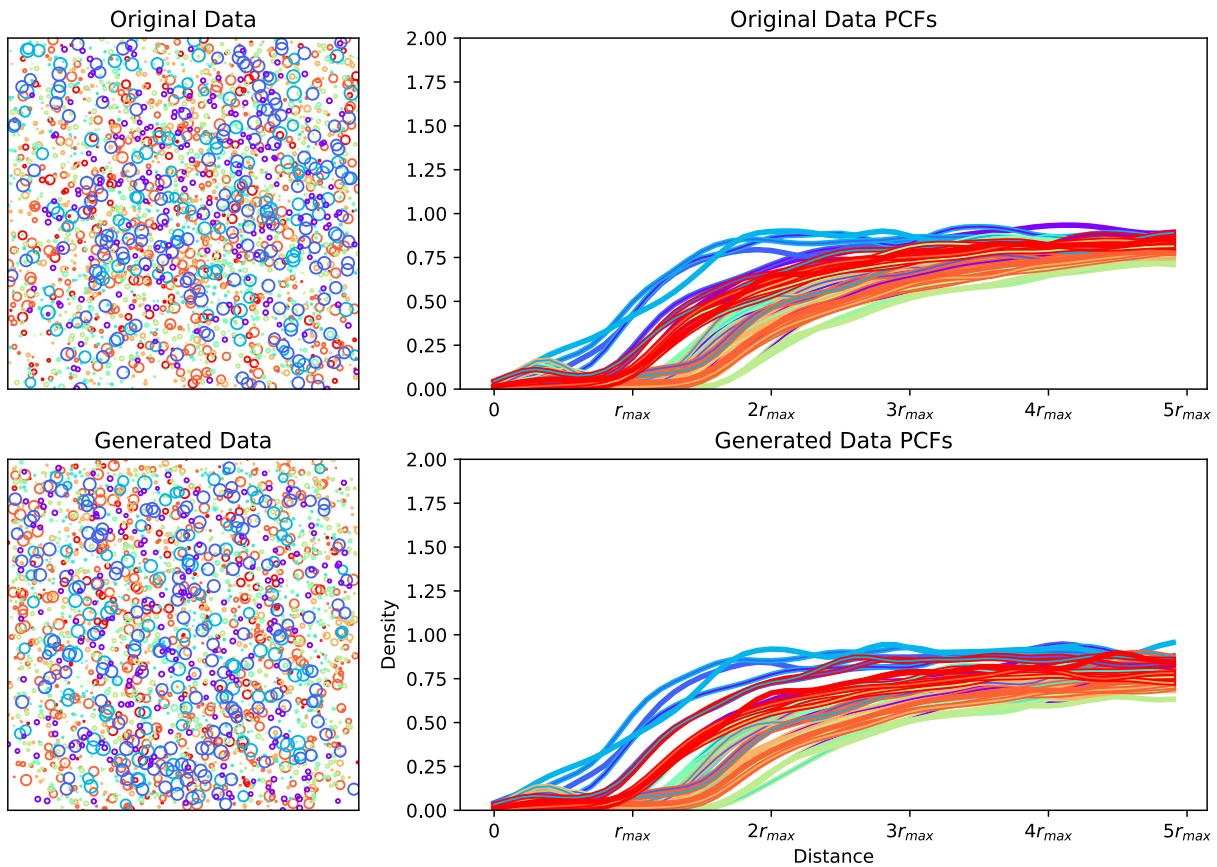 Original Data
Original Data PCFs
2.00
1.75
1.50
1.25
1.00
0.75
0.50
0.25
0.00
0
r_max
2r_max
3r_max
4r_max
5r_max
Generated Data
Generated Data PCFs
2.00
1.75
1.50
1.25
1.00
0.75
0.50
0.25
0.00
Density
0
r_max
2r_max
3r_max
4r_max
5r_max
Distance